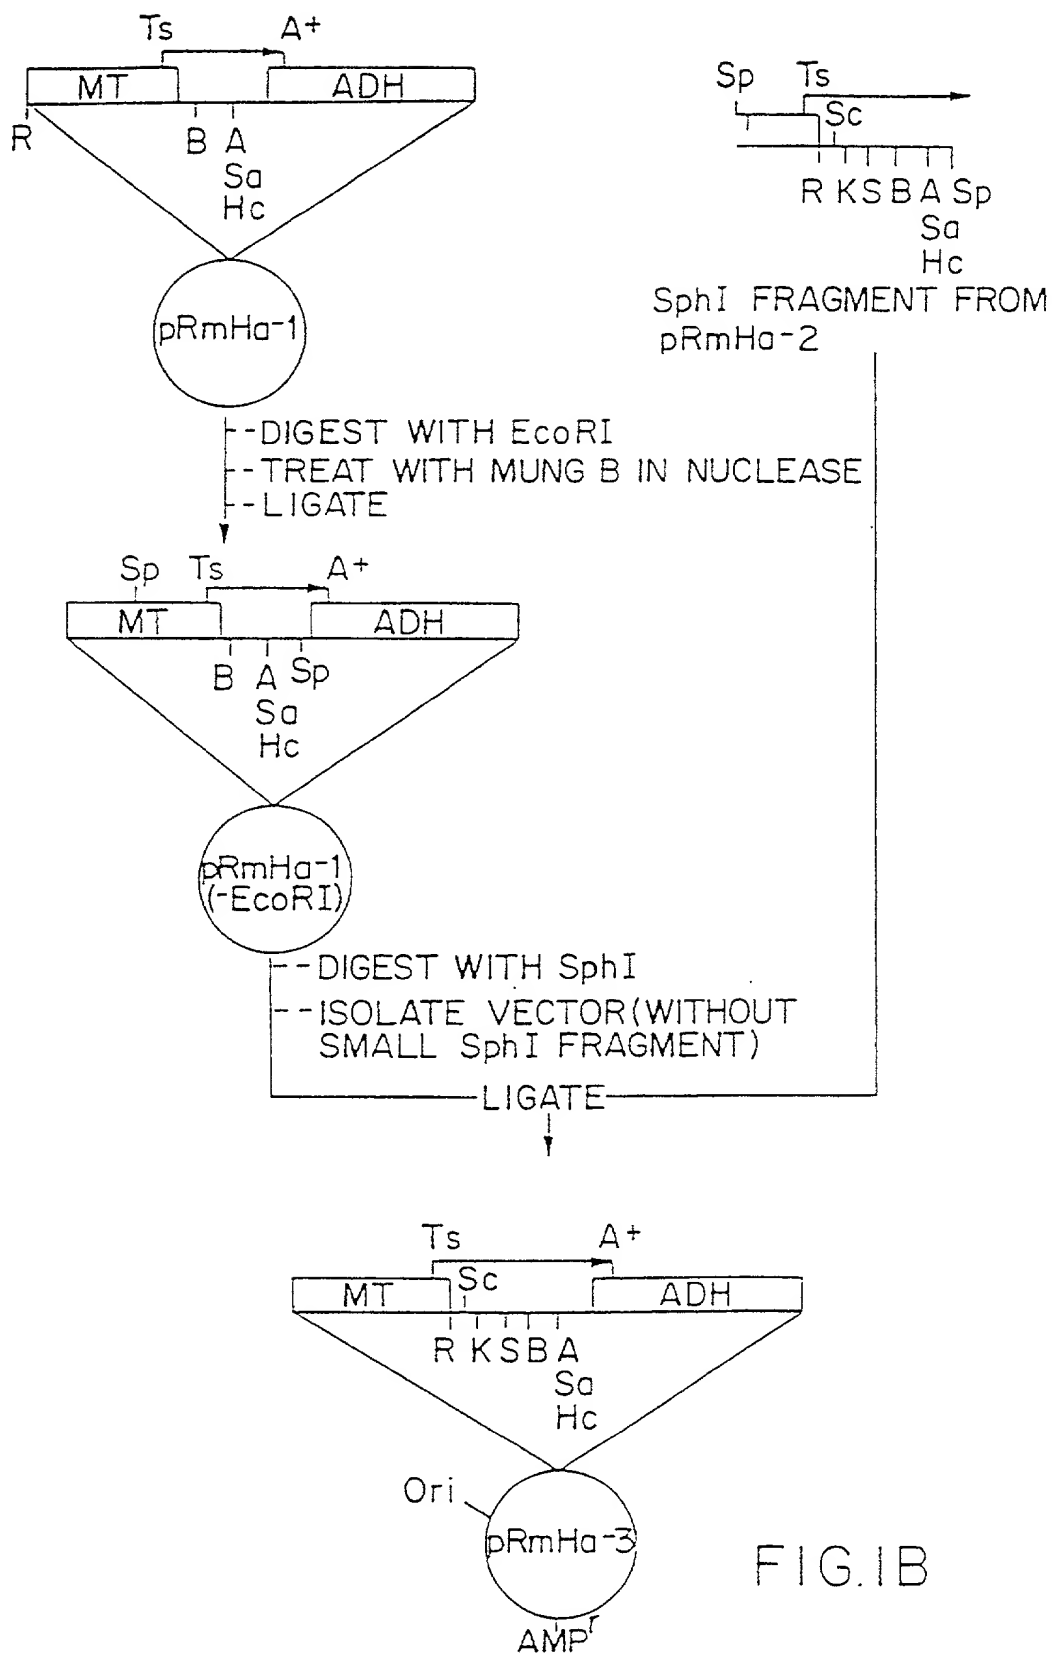 Ts A+
MT ADH
R B A
Sa
Hc
pRmHa-1
Sp Ts
Sc
R K S B A Sp
Sa
Hc
SphI FRAGMENT FROM
pRmHa-2
--DIGEST WITH EcoRI
--TREAT WITH MUNG B IN NUCLEASE
--LIGATE
Sp Ts A+
MT ADH
B A Sp
Sa
Hc
pRmHa-1
(-EcoRI)
--DIGEST WITH SphI
--ISOLATE VECTOR(WITHOUT
SMALL SphI FRAGMENT)
LIGATE
Ts A+
Sc
MT ADH
R K S B A
Sa
Hc
Ori
pRmHa-3
AMPr
FIG.1B